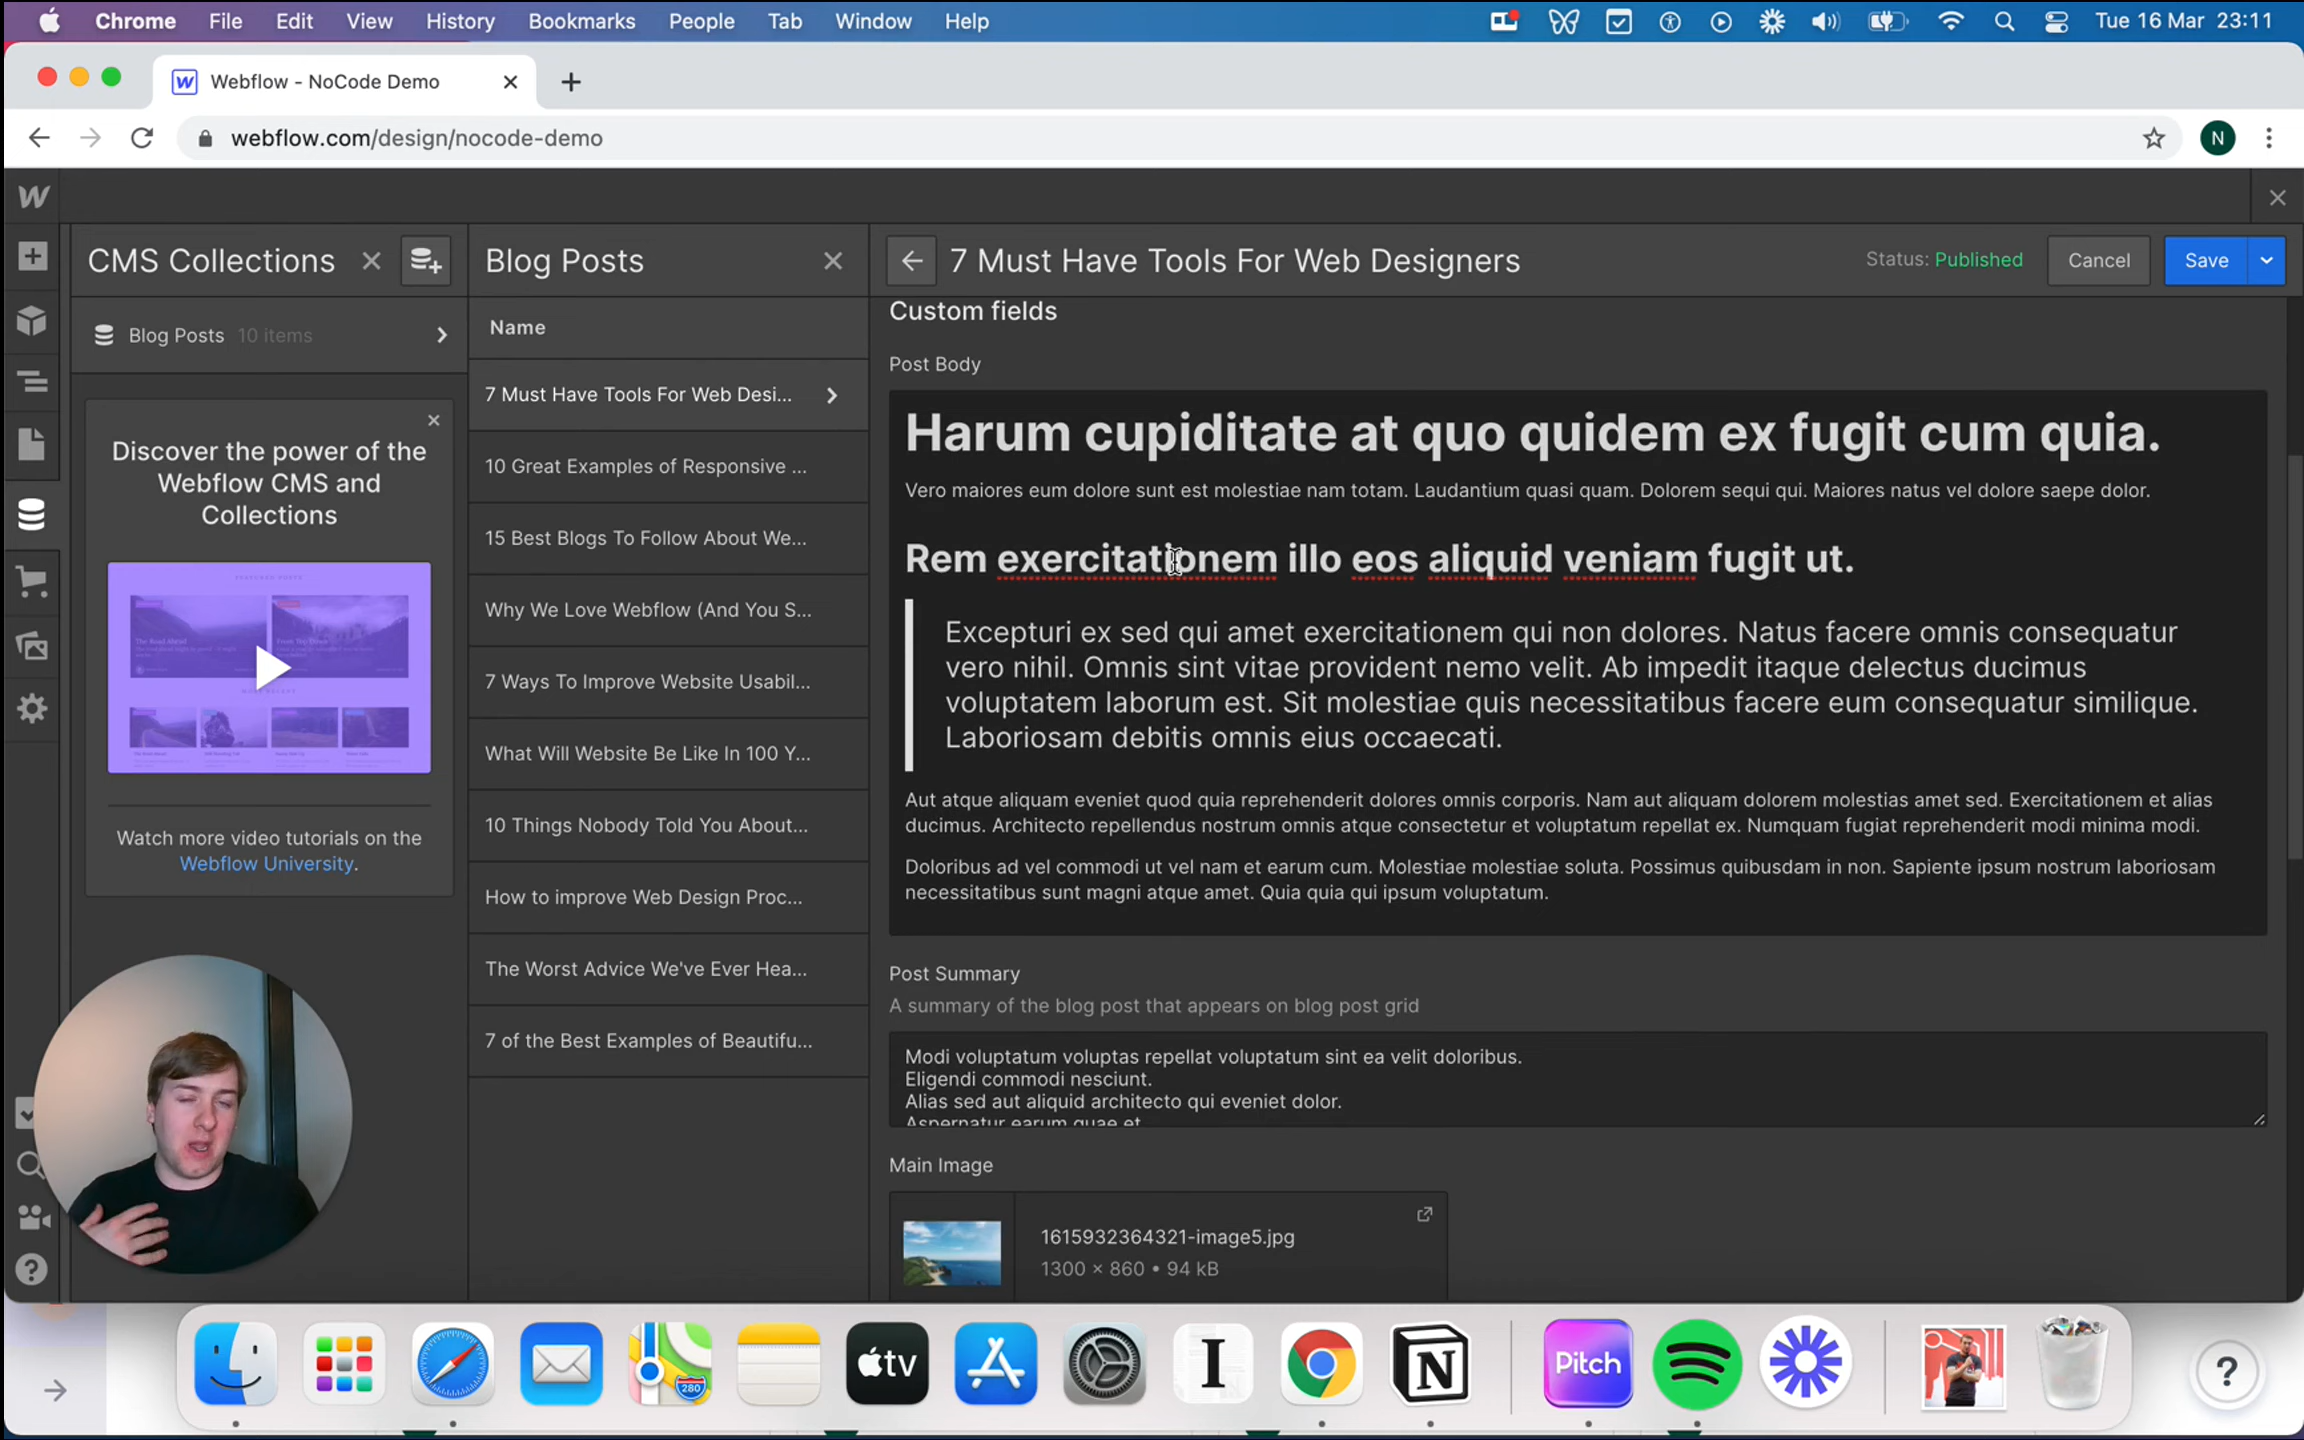 Chrome File Edit View History Bookmarks People Tab Window Help
Tue 16 Mar 23:11
Webflow - NoCode Demo
webflow.com/design/nocode-demo
N
CMS Collections
Blog Posts 10 items
Discover the power of the
Webflow CMS and
Collections
Watch more video tutorials on the
Webflow University.
Blog Posts
Name
7 Must Have Tools For Web Desi...
10 Great Examples of Responsive ...
15 Best Blogs To Follow About We...
Why We Love Webflow (And You S...
7 Ways To Improve Website Usabil...
What Will Website Be Like In 100 Y...
10 Things Nobody Told You About...
How to improve Web Design Proc...
The Worst Advice We've Ever Hea...
7 of the Best Examples of Beautifu...
7 Must Have Tools For Web Designers
Status: Published
Cancel
Save
Custom fields
Post Body
Harum cupiditate at quo quidem ex fugit cum quia.
Vero maiores eum dolore sunt est molestiae nam totam. Laudantium quasi quam. Dolorem sequi qui. Maiores natus vel dolore saepe dolor.
Rem exercitationem illo eos aliquid veniam fugit ut.
Excepturi ex sed qui amet exercitationem qui non dolores. Natus facere omnis consequatur
vero nihil. Omnis sint vitae provident nemo velit. Ab impedit itaque delectus ducimus
voluptatem laborum est. Sit molestiae quis necessitatibus facere eum consequatur similique.
Laboriosam debitis omnis eius occaecati.
Aut atque aliquam eveniet quod quia reprehenderit dolores omnis corporis. Nam aut aliquam dolorem molestias amet sed. Exercitationem et alias
ducimus. Architecto repellendus nostrum omnis atque consectetur et voluptatum repellat ex. Numquam fugiat reprehenderit modi minima modi.
Doloribus ad vel commodi ut vel nam et earum cum. Molestiae molestiae soluta. Possimus quibusdam in non. Sapiente ipsum nostrum laboriosam
necessitatibus sunt magni atque amet. Quia quia qui ipsum voluptatum.
Post Summary
A summary of the blog post that appears on blog post grid
Modi voluptatum voluptas repellat voluptatum sint ea velit doloribus.
Eligendi commodi nesciunt.
Alias sed aut aliquid architecto qui eveniet dolor.
Aspernatur earum quae et
Main Image
1615932364321-image5.jpg
1300 × 860 • 94 kB
280
tv
I
N
Pitch
?